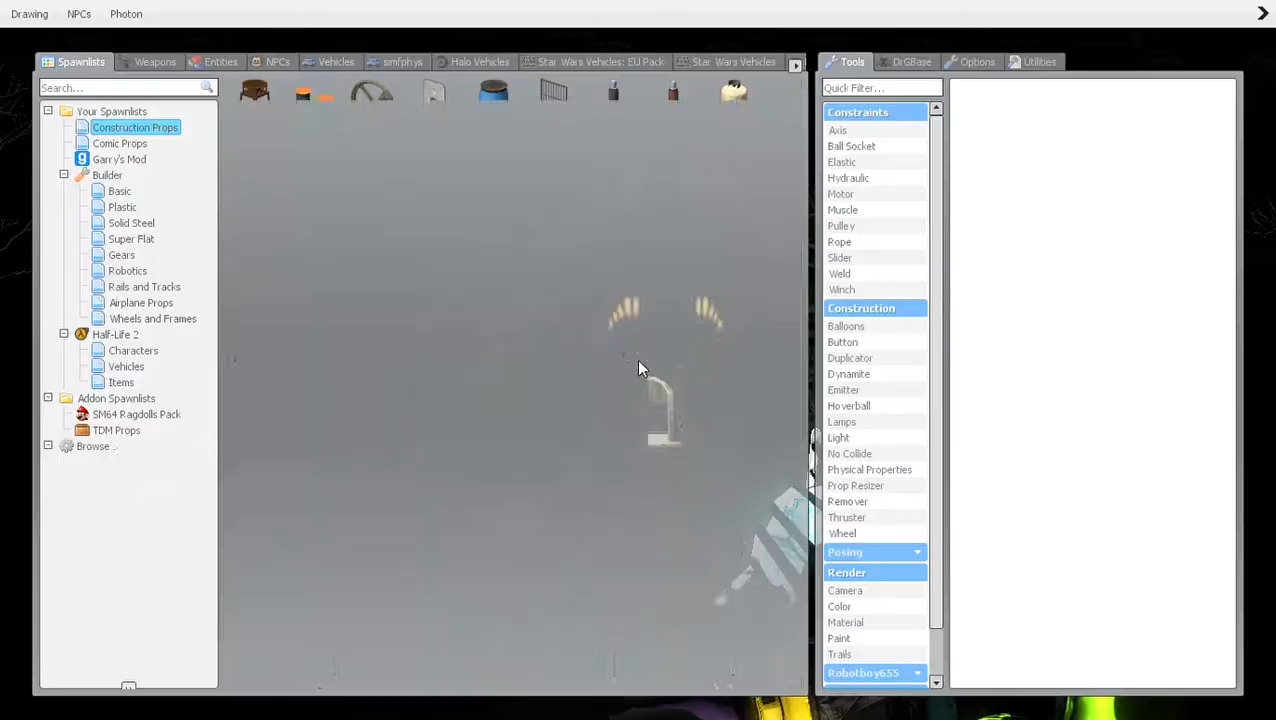 Drawing NPCs Photon
Spawnlists Weapons Entities NPCs Vehicles simfphys Halo Vehicles Star Wars Vehicles: EU Pack Star Wars Vehicles
Search...
Your Spawnlists
Construction Props
Comic Props
Garry's Mod
Builder
Basic
Plastic
Solid Steel
Super Flat
Gears
Robotics
Rails and Tracks
Airplane Props
Wheels and Frames
Half-Life 2
Characters
Vehicles
Items
Addon Spawnlists
SM64 Ragdolls Pack
TDM Props
Browse
Tools DrGBase Options Utilities
Quick Filter...
Constraints
Axis
Ball Socket
Elastic
Hydraulic
Motor
Muscle
Pulley
Rope
Slider
Weld
Winch
Construction
Balloons
Button
Duplicator
Dynamite
Emitter
Hoverball
Lamps
Light
No Collide
Physical Properties
Prop Resizer
Remover
Thruster
Wheel
Posing
Render
Camera
Color
Material
Paint
Trails
Robotboy655